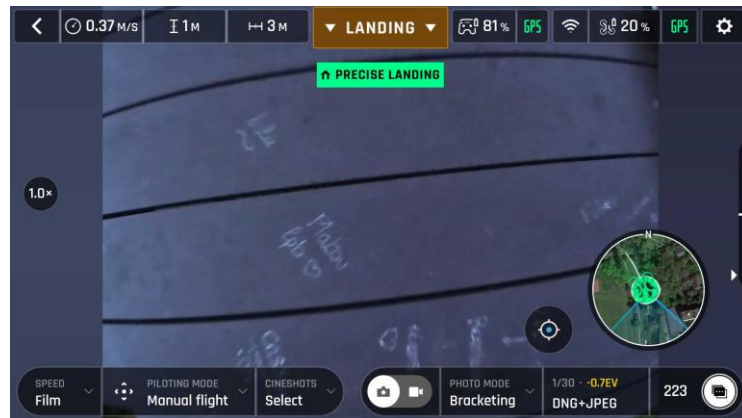 0.37 M/S 1 M 3 M LANDING 81% GPS 20% GPS
PRECISE LANDING
1.0×
N
SPEED PILOTING MODE CINESHOTS PHOTO MODE 1/30 · -0.7EV
Film Manual flight Select Bracketing DNG+JPEG 223